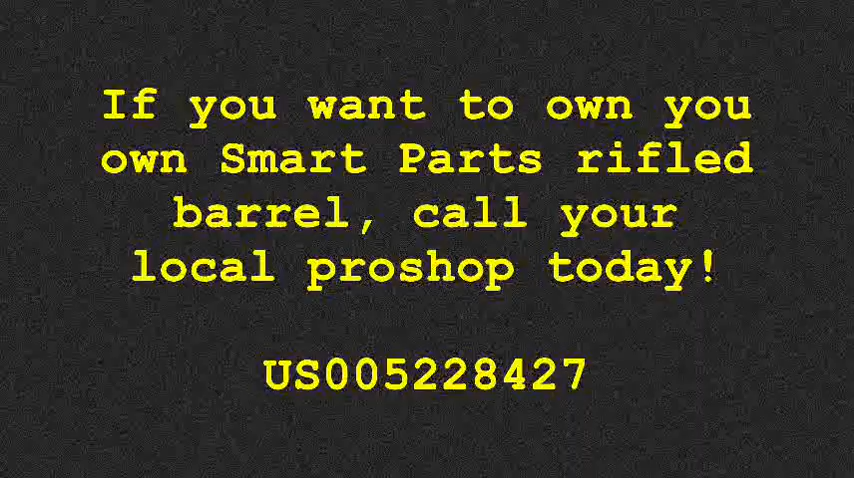 If you want to own you
own Smart Parts rifled
barrel, call your
local proshop today!
US005228427